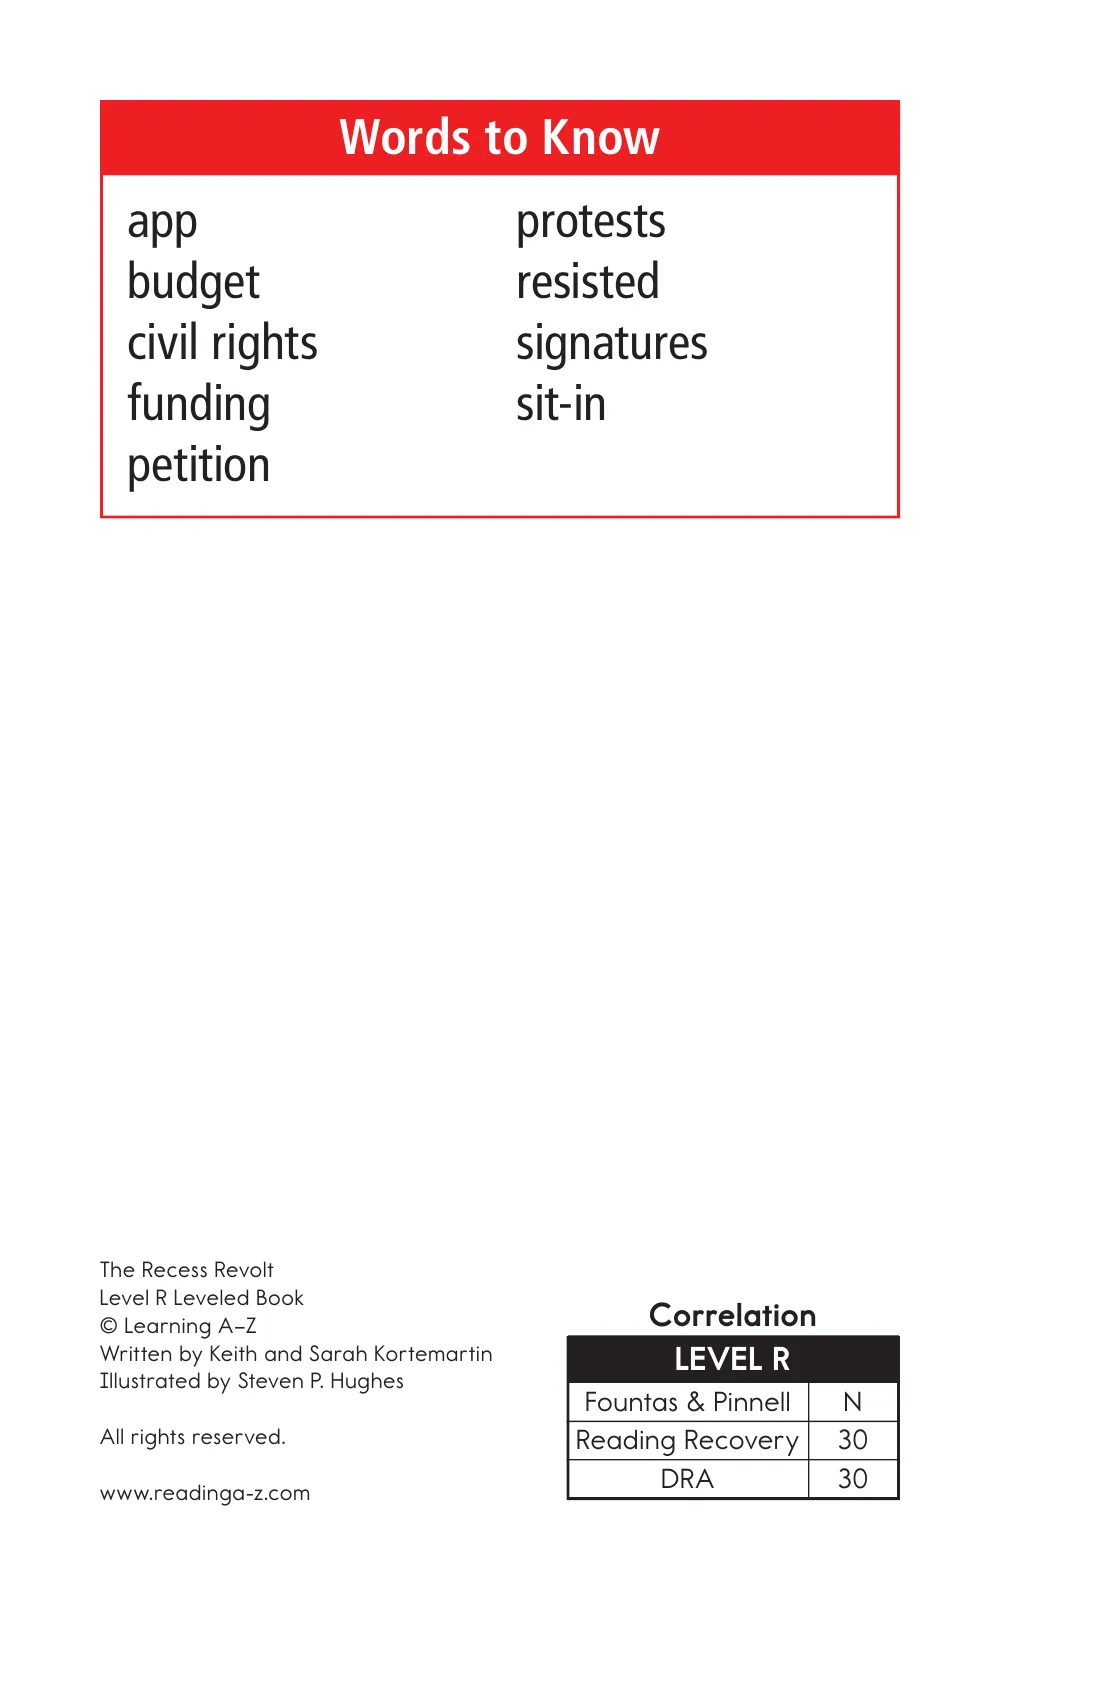 Words to Know
app
budget
civil rights
funding
petition
protests
resisted
signatures
sit-in
The Recess Revolt
Level R Leveled Book
© Learning A–Z
Written by Keith and Sarah Kortemartin
Illustrated by Steven P. Hughes
All rights reserved.
www.readinga-z.com
Correlation
LEVEL R
Fountas & Pinnell N
Reading Recovery 30
DRA 30